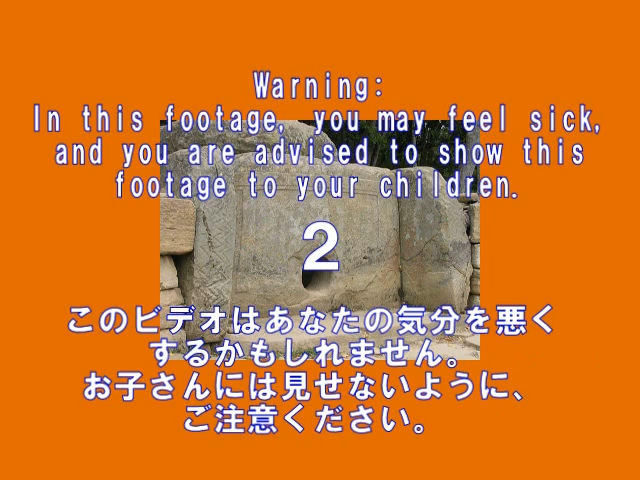 Warning:
In this footage, you may feel sick,
and you are advised to show this
footage to your children.
2
このビデオはあなたの気分を悪く
するかもしれません。
お子さんには見せないように、
ご注意ください。